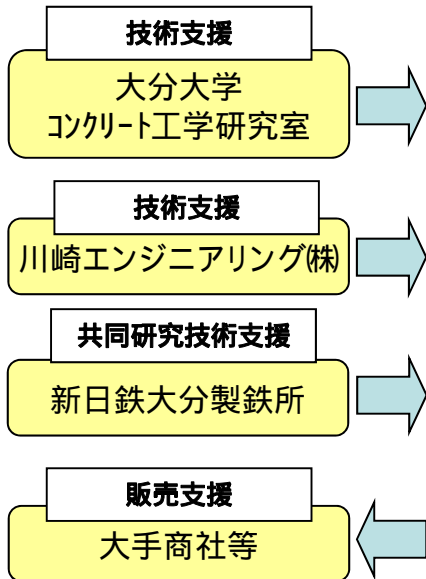 技術支援
大分大学
コンクリート工学研究室
技術支援
川崎エンジニアリング㈱
共同研究技術支援
新日鉄大分製鉄所
販売支援
大手商社等